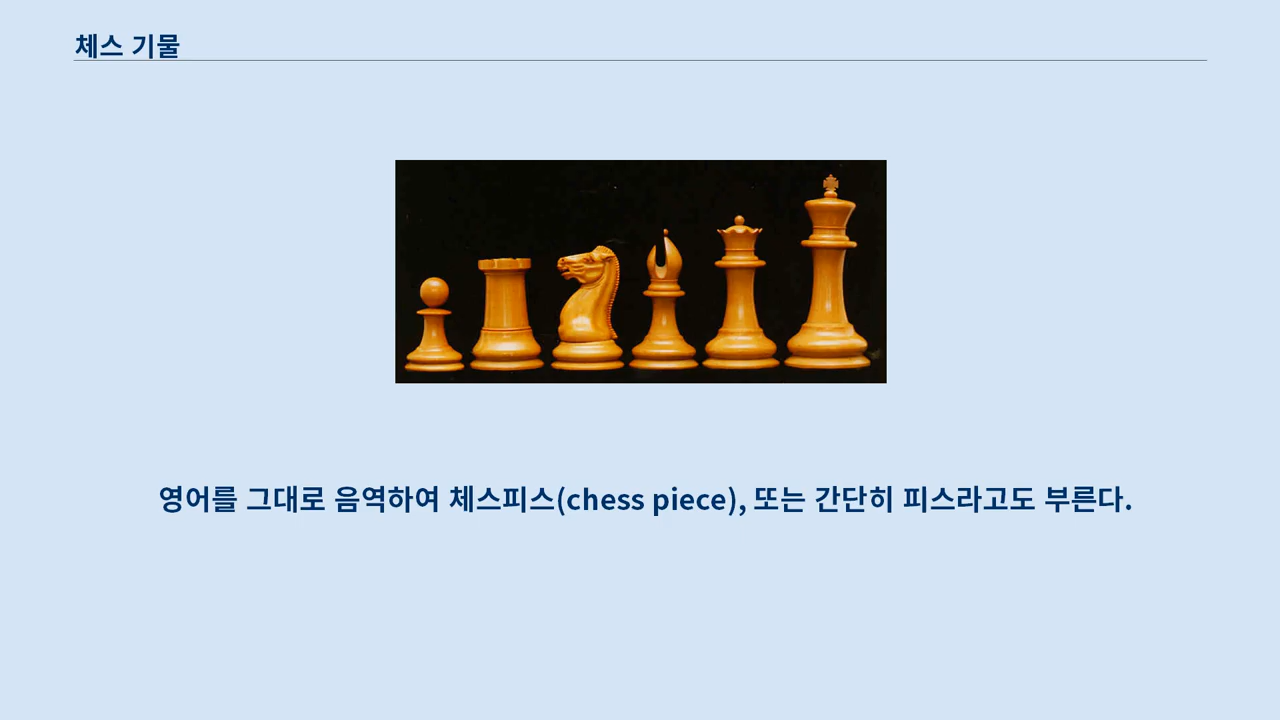 체스 기물
영어를 그대로 음역하여 체스피스(chess piece), 또는 간단히 피스라고도 부른다.